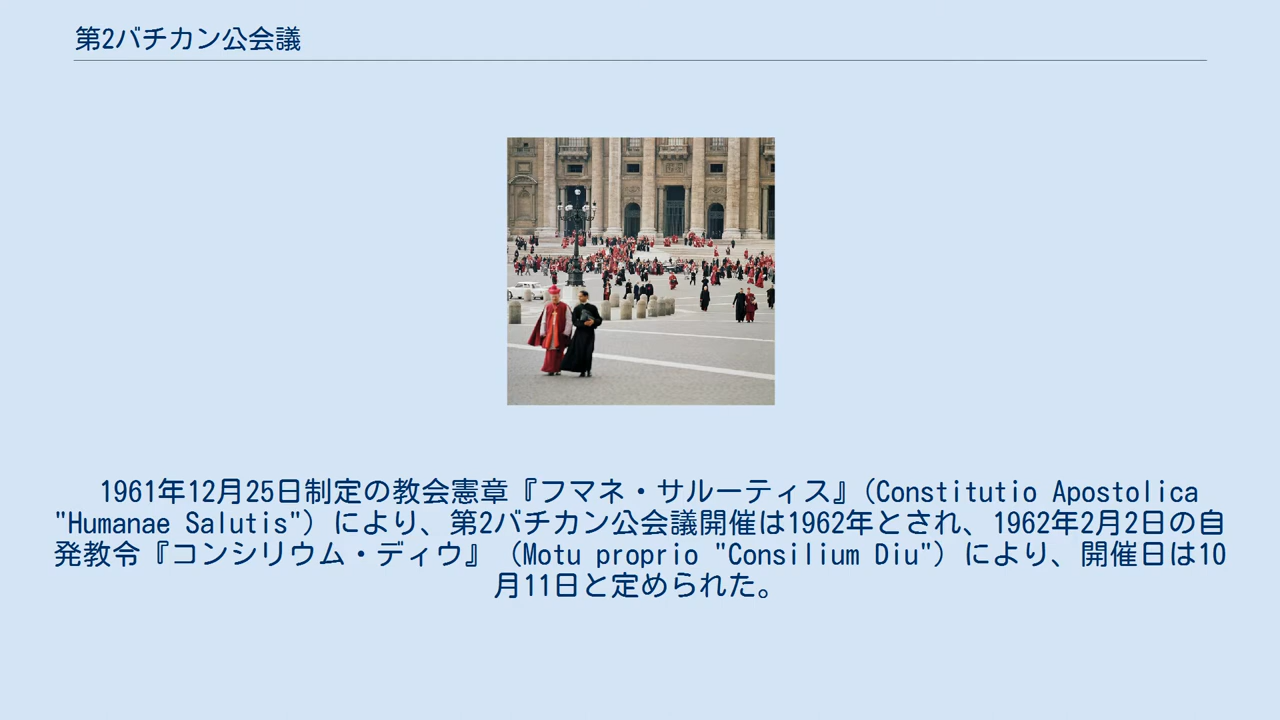 第2バチカン公会議
1961年12月25日制定の教会憲章『フマネ・サルーティス』（Constitutio Apostolica
"Humanae Salutis"）により、第2バチカン公会議開催は1962年とされ、1962年2月2日の自
発教令『コンシリウム・ディウ』（Motu proprio "Consilium Diu"）により、開催日は10
月11日と定められた。